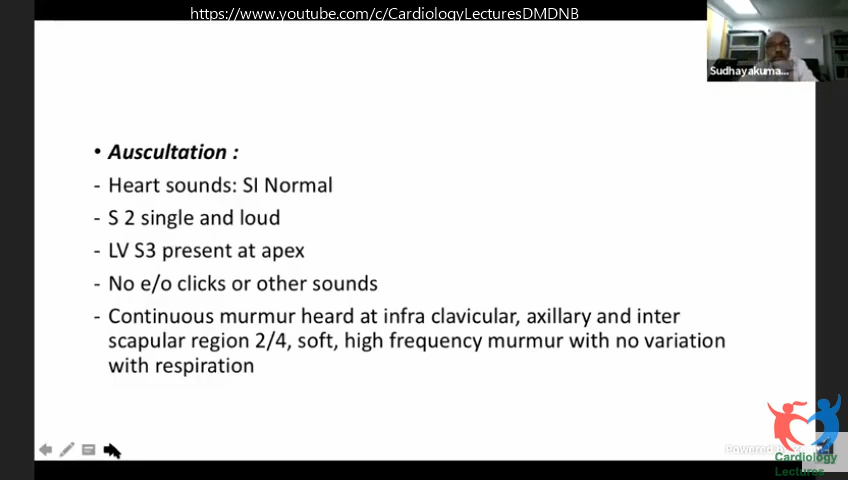 https://www.youtube.com/c/CardiologyLecturesDMDNB
Sudhayakuma...
• Auscultation :
- Heart sounds: SI Normal
- S 2 single and loud
- LV S3 present at apex
- No e/o clicks or other sounds
- Continuous murmur heard at infra clavicular, axillary and inter
scapular region 2/4, soft, high frequency murmur with no variation
with respiration
Powered
Cardiology
Lectures